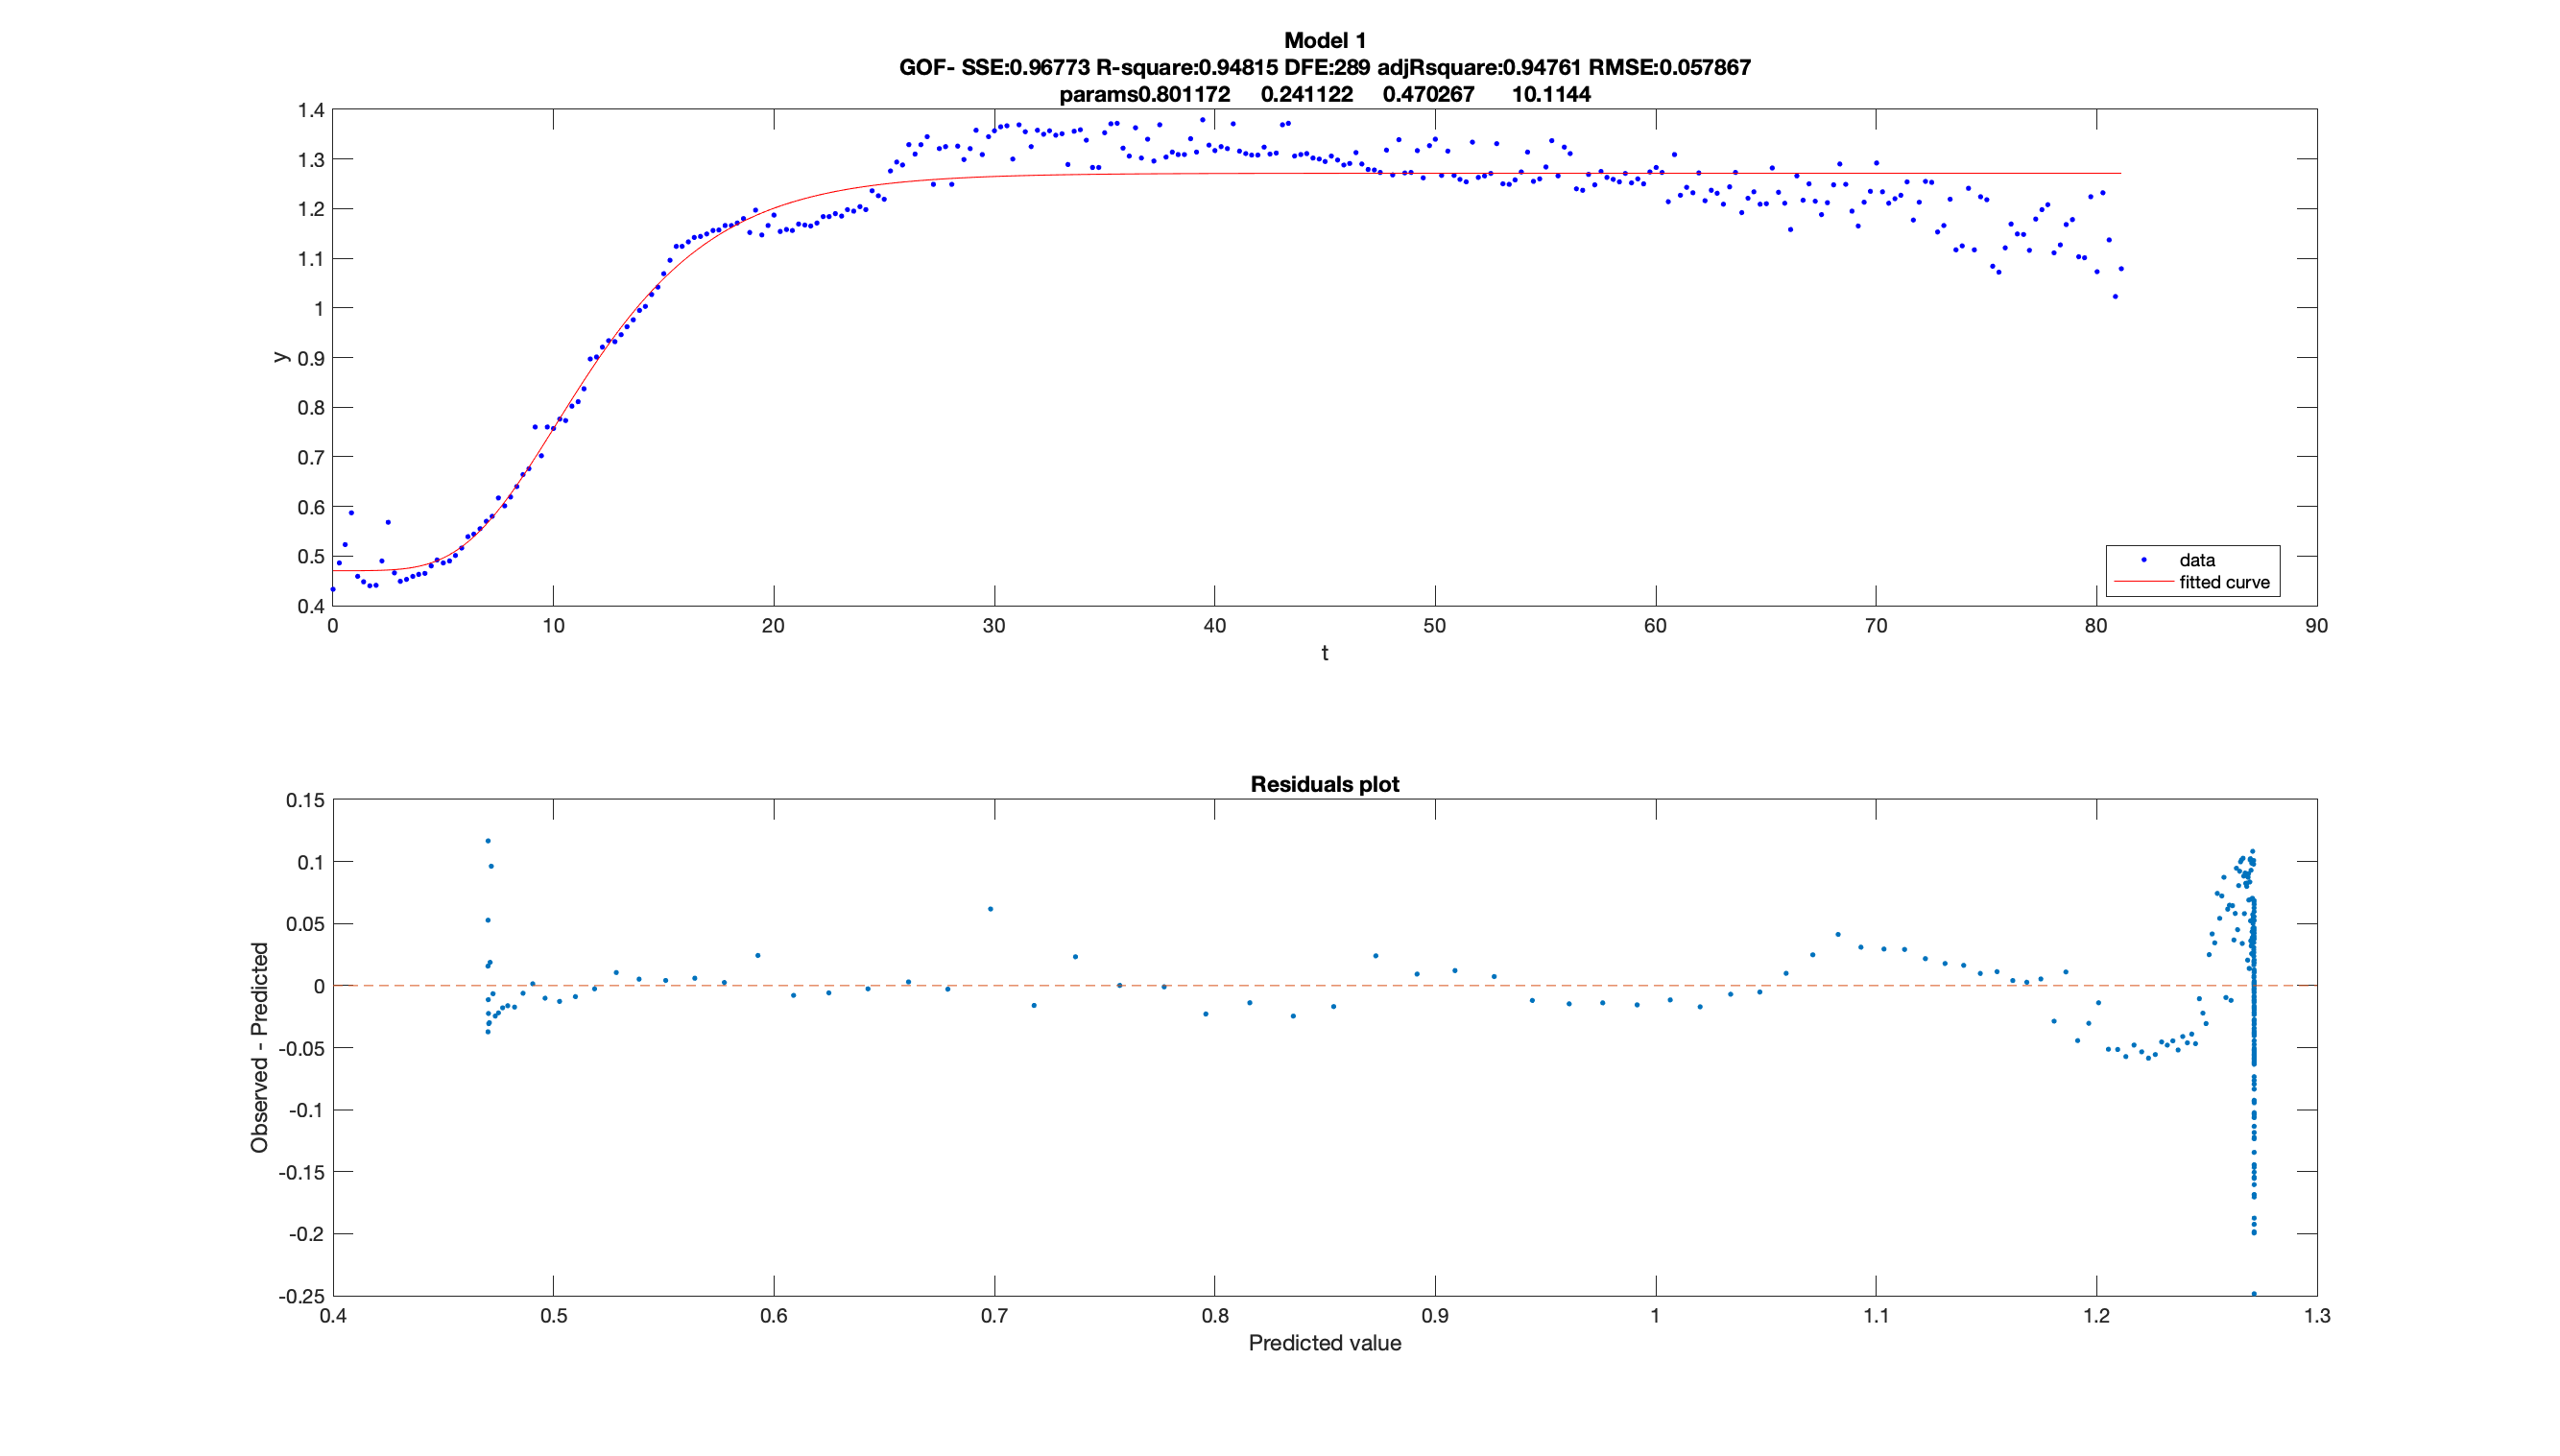 Model 1
GOF- SSE:0.96773 R-square:0.94815 DFE:289 adjRsquare:0.94761 RMSE:0.057867
params0.801172 0.241122 0.470267 10.1144
1.4
1.3
1.2
1.1
1
0.9
0.8
0.7
0.6
0.5
0.4
y
0 10 20 30 40 50 60 70 80 90
t
data
fitted curve
Residuals plot
0.15
0.1
0.05
0
-0.05
-0.1
-0.15
-0.2
-0.25
Observed - Predicted
0.4 0.5 0.6 0.7 0.8 0.9 1 1.1 1.2 1.3
Predicted value